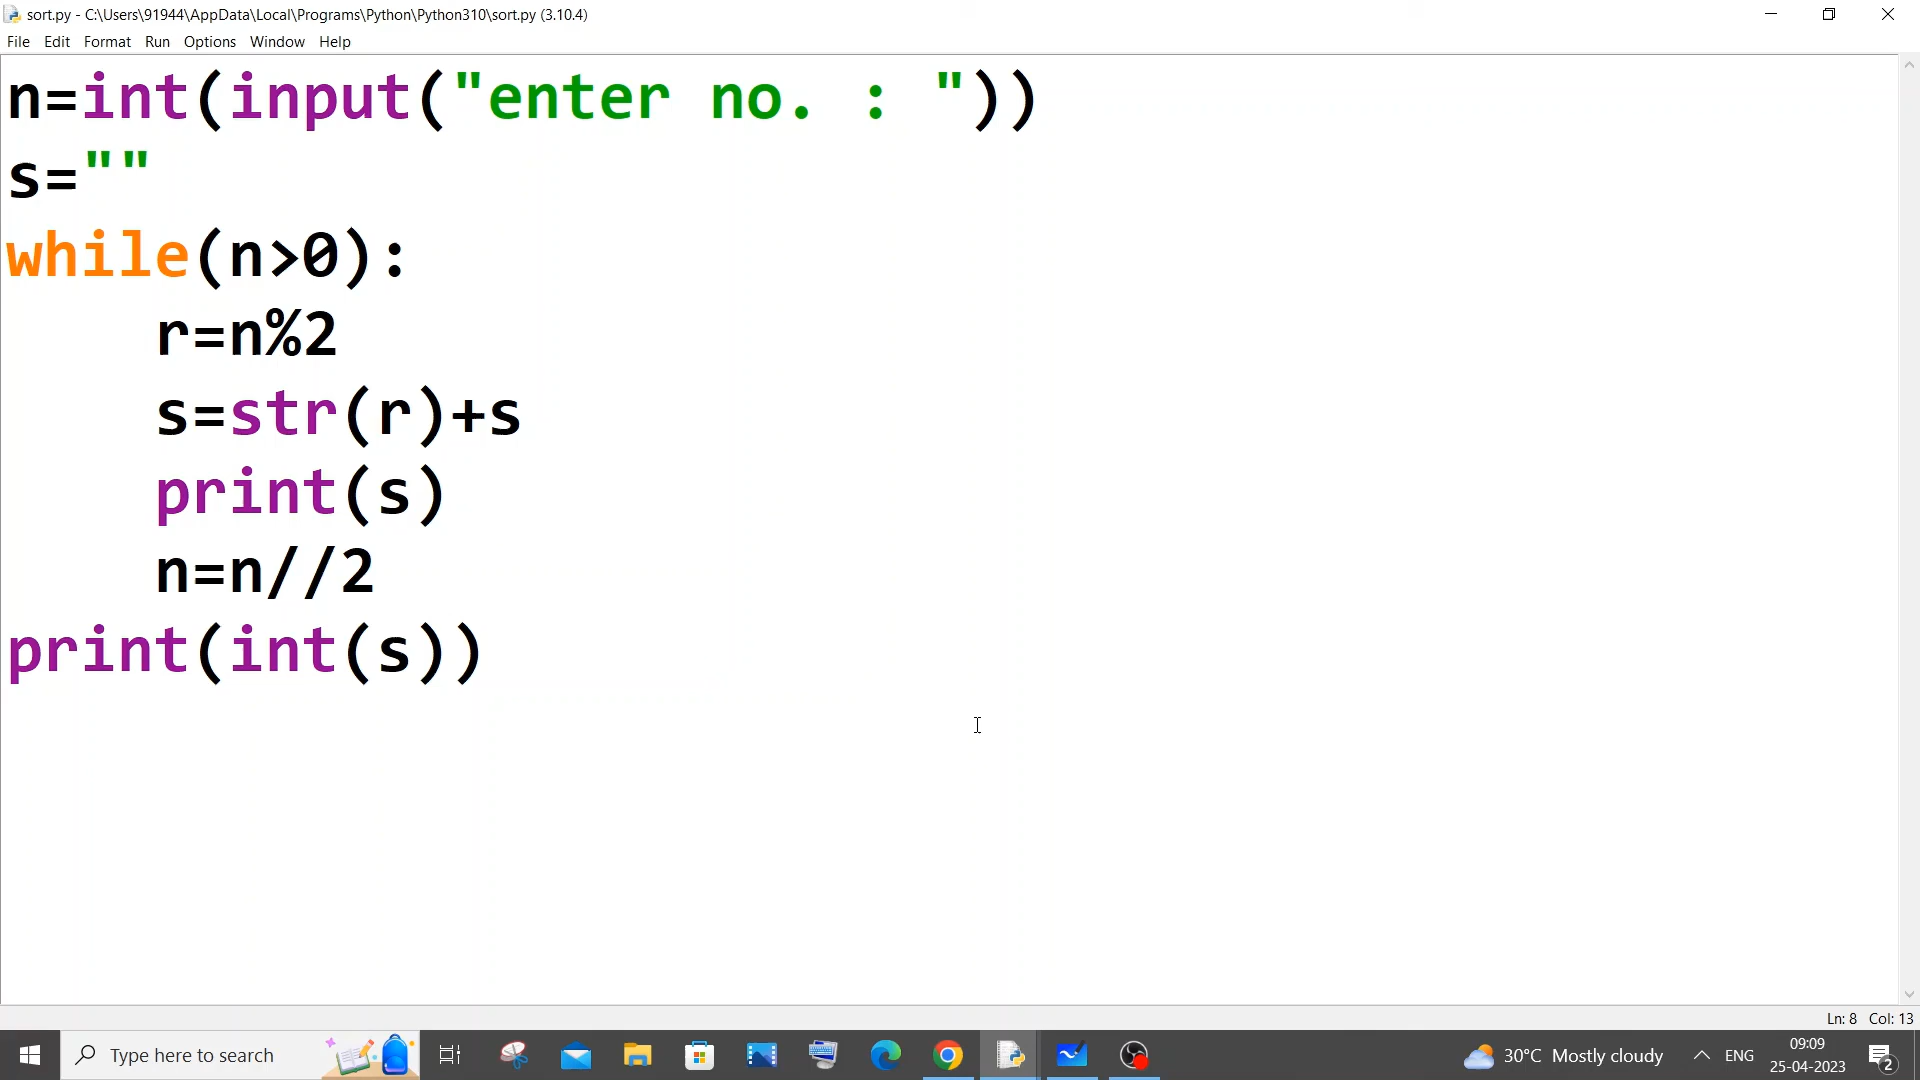 sort.py - C:\Users\91944\AppData\Local\Programs\Python\Python310\sort.py (3.10.4)
File Edit Format Run Options Window Help
n=int(input("enter no. : "))
s=""
while(n>0):
    r=n%2
    s=str(r)+s
    print(s)
    n=n//2
print(int(s))
Ln: 8 Col: 13
Type here to search
30°C Mostly cloudy
ENG
09:09
25-04-2023
2